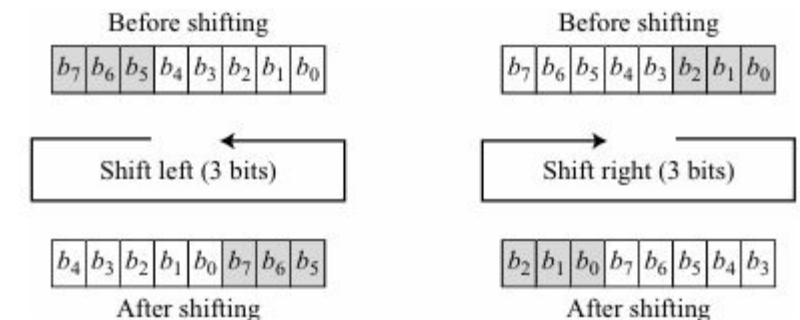 Before shifting
b₇ b₆ b₅ b₄ b₃ b₂ b₁ b₀
Shift left (3 bits)
b₄ b₃ b₂ b₁ b₀ b₇ b₆ b₅
After shifting
Before shifting
b₇ b₆ b₅ b₄ b₃ b₂ b₁ b₀
Shift right (3 bits)
b₂ b₁ b₀ b₇ b₆ b₅ b₄ b₃
After shifting